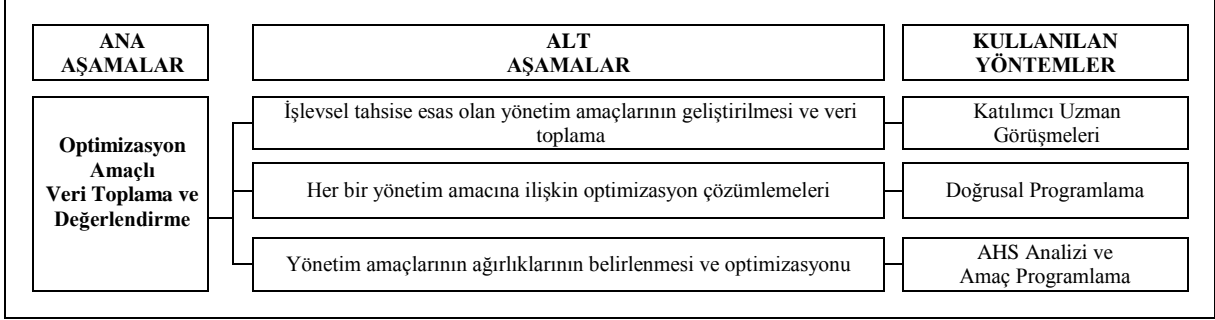 ANA
AŞAMALAR
ALT
AŞAMALAR
KULLANILAN
YÖNTEMLER
Optimizasyon
Amaçlı
Veri Toplama ve
Değerlendirme
İşlevsel tahsise esas olan yönetim amaçlarının geliştirilmesi ve veri
toplama
Katılımcı Uzman
Görüşmeleri
Her bir yönetim amacına ilişkin optimizasyon çözümlemeleri
Doğrusal Programlama
Yönetim amaçlarının ağırlıklarının belirlenmesi ve optimizasyonu
AHS Analizi ve
Amaç Programlama